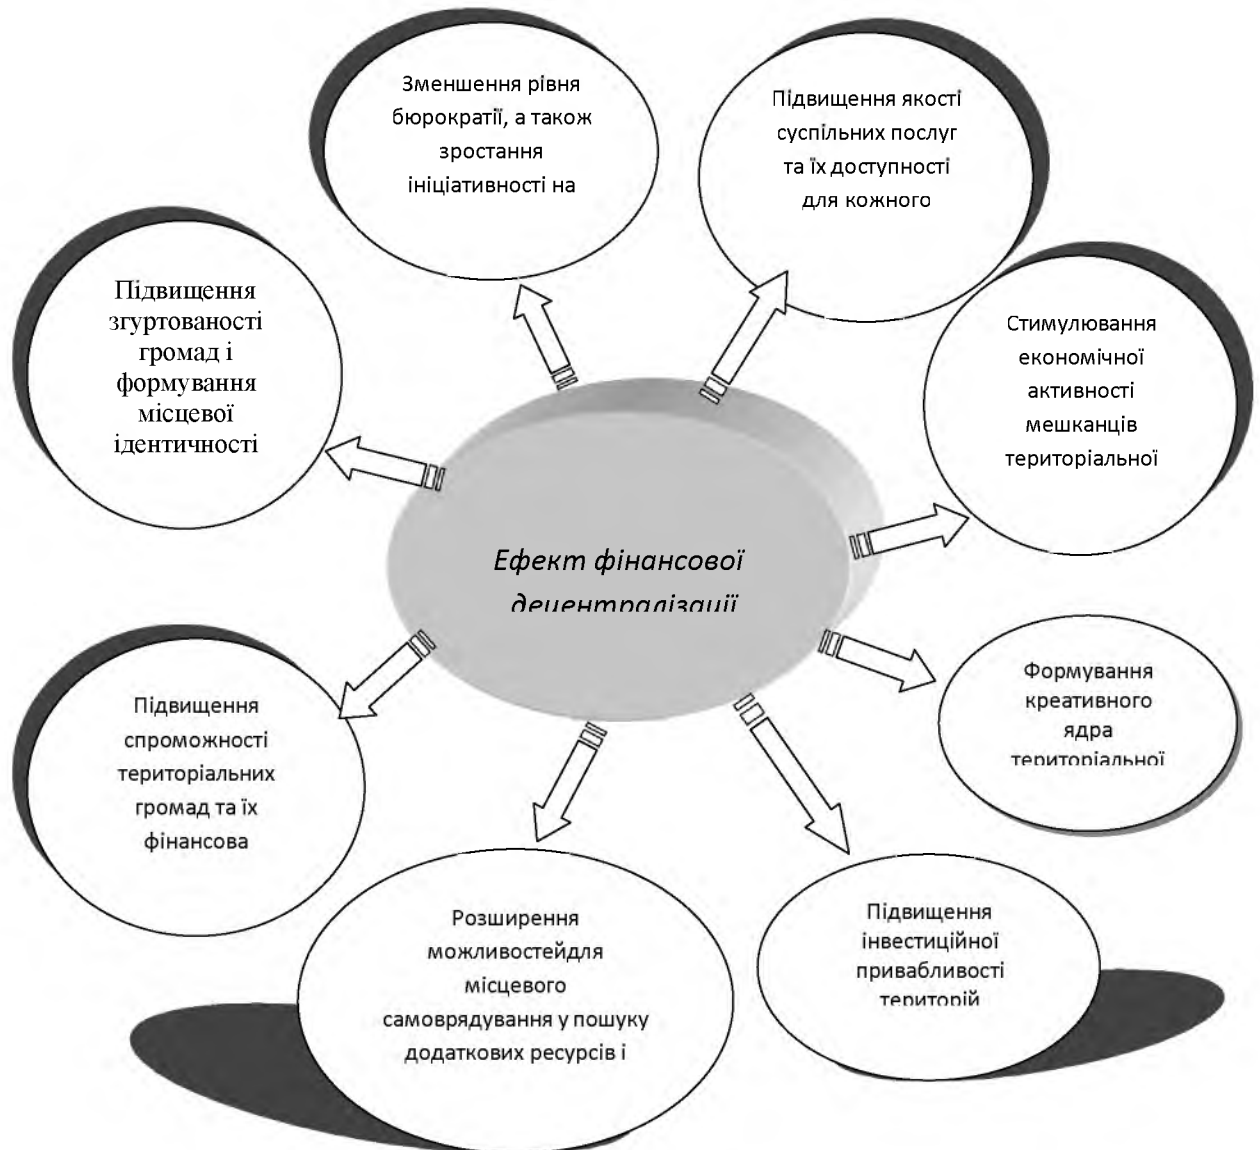 Зменшення рівня
бюрократії, а також
зростання
ініціативності на
Підвищення якості
суспільних послуг
та їх доступності
для кожного
Підвищення
згуртованості
громад і
формування
місцевої
ідентичності
Стимулювання
економічної
активності
мешканців
територіальної
Ефект фінансової
децентралізації
Формування
креативного
ядра
територіальної
Підвищення
спроможності
територіальних
громад та їх
фінансова
Розширення
можливостейдля
місцевого
самоврядування у пошуку
додаткових ресурсів і
Підвищення
інвестиційної
привабливості
територій